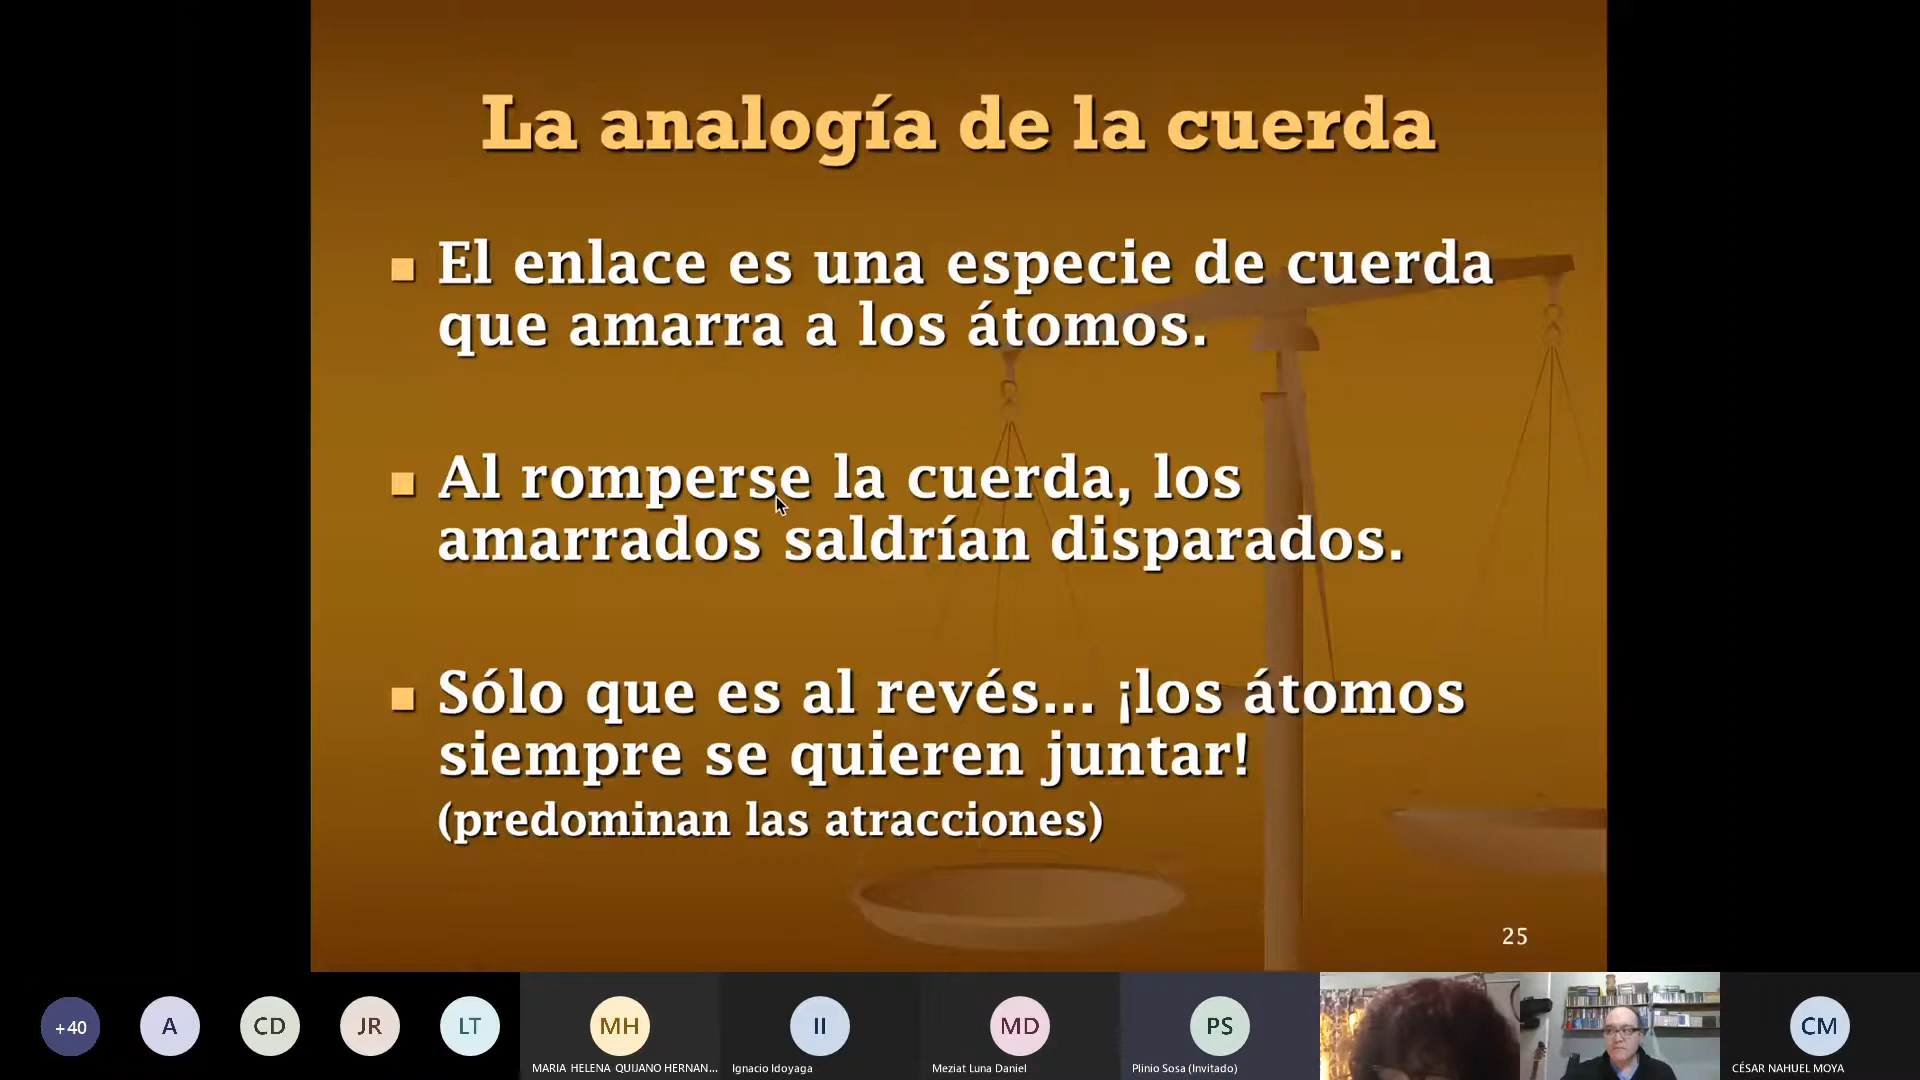 La analogía de la cuerda
El enlace es una especie de cuerda
que amarra a los átomos.
Al romperse la cuerda, los
amarrados saldrían disparados.
Sólo que es al revés... ¡los átomos
siempre se quieren juntar!
(predominan las atracciones)
25
+40
A
CD
JR
LT
MH
II
MD
PS
CM
MARIA HELENA QUIJANO HERNAN...
Ignacio Idoyaga
Meziat Luna Daniel
Plinio Sosa (Invitado)
CÉSAR NAHUEL MOYA